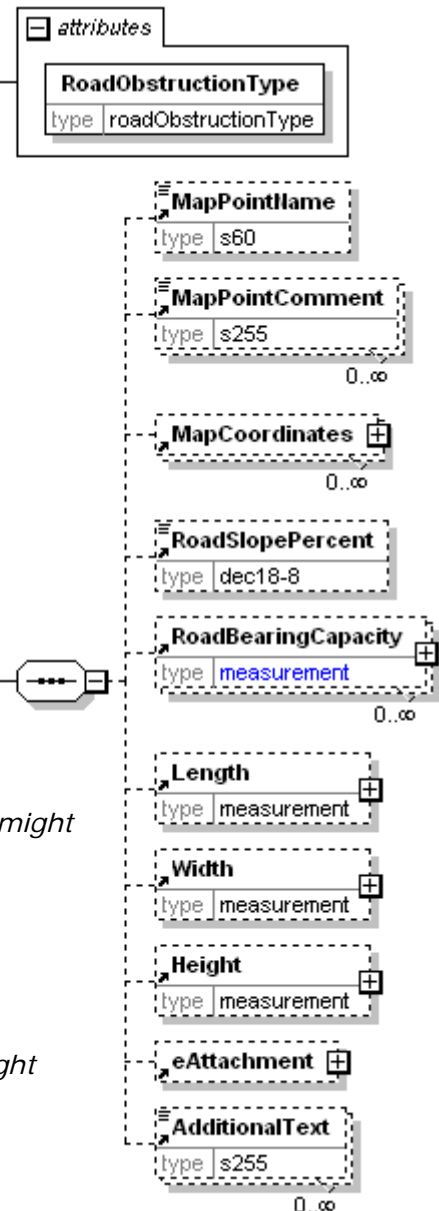 attributes
RoadObstructionType
type roadObstructionType
MapPointName
type s60
MapPointComment
type s255
0..∞
MapCoordinates
0..∞
RoadSlopePercent
type dec18-8
RoadBearingCapacity
type measurement
0..∞
Length
type measurement
might
Width
type measurement
Height
type measurement
ght
eAttachment
AdditionalText
type s255
0..∞